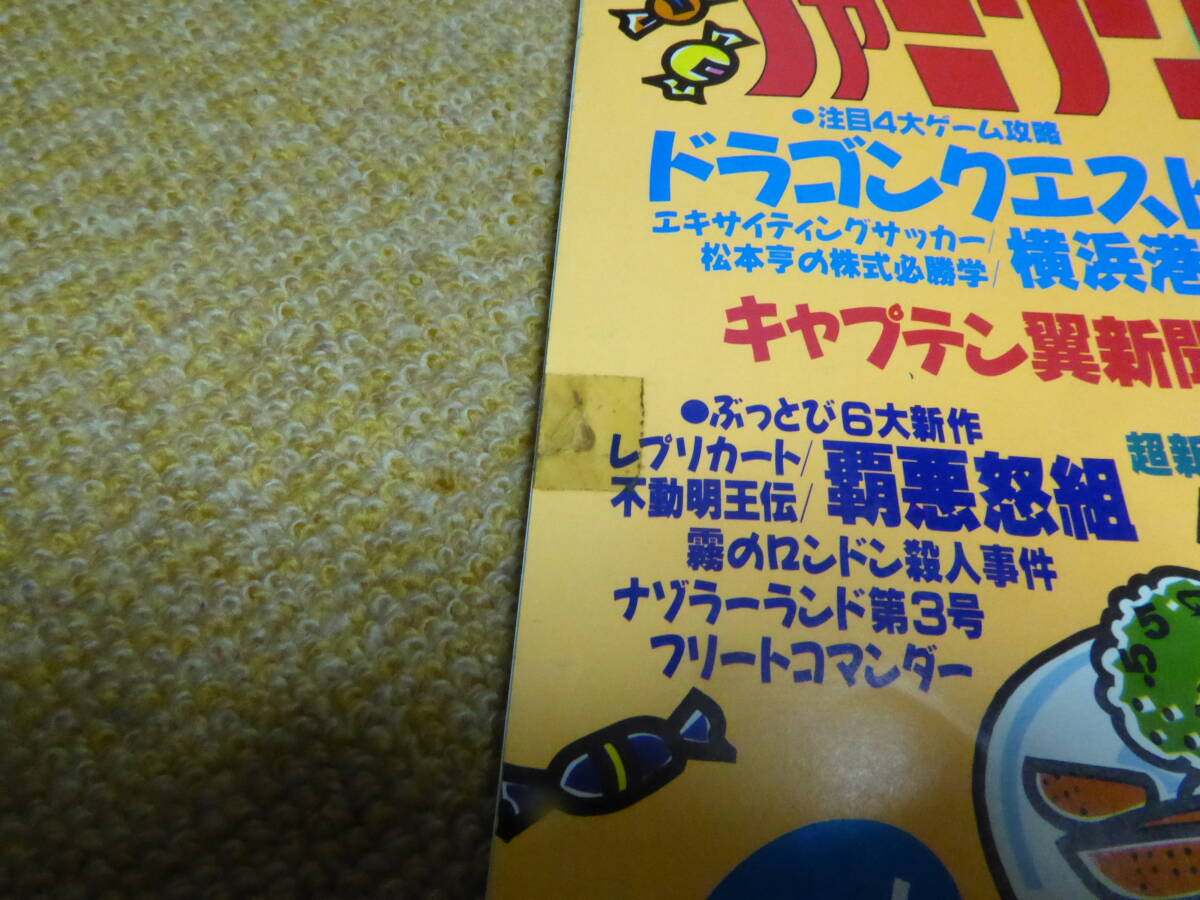 ●注目4大ゲーム攻略
ドラゴンクエスト
エキサイティングサッカー/
松本亨の株式必勝学/
横浜港
キャプテン翼新聞
●ぶっとび6大新作
レプリカート/
不動明王伝/
覇悪怒組
超新
霧のロンドン殺人事件
ナゾラーランド第3号
フリートコマンダー